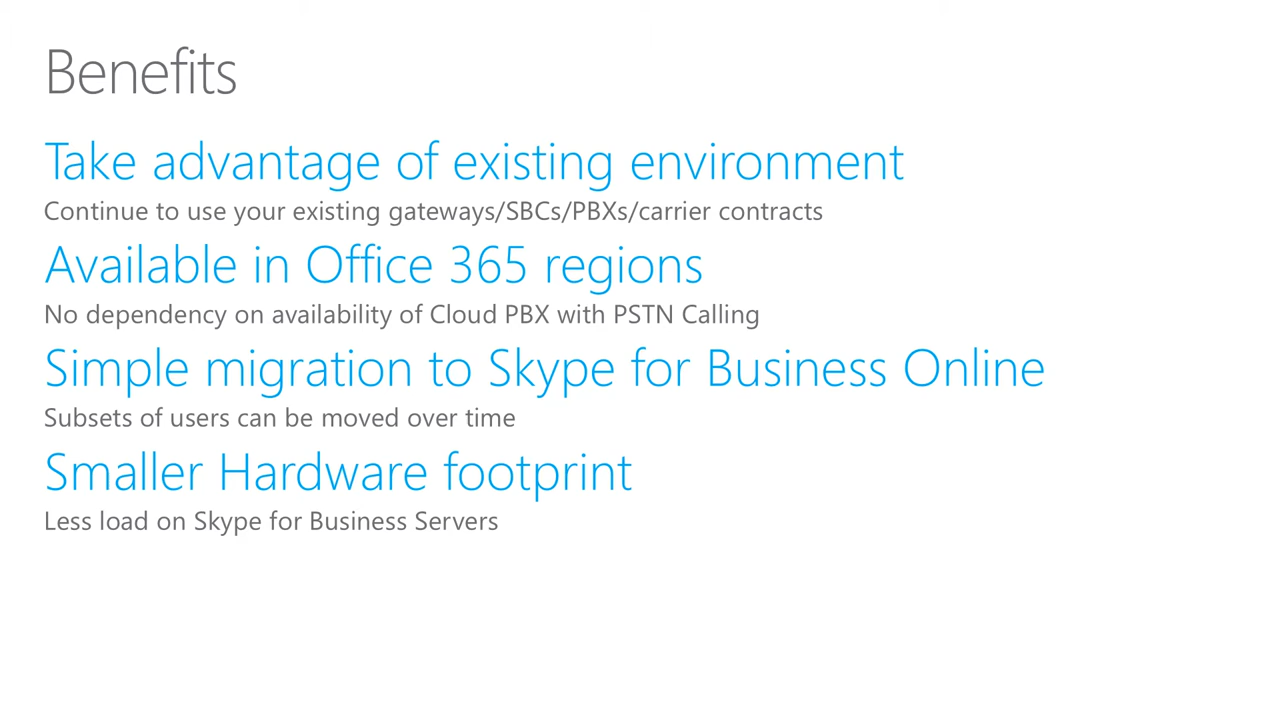 Benefits
Take advantage of existing environment
Continue to use your existing gateways/SBCs/PBXs/carrier contracts
Available in Office 365 regions
No dependency on availability of Cloud PBX with PSTN Calling
Simple migration to Skype for Business Online
Subsets of users can be moved over time
Smaller Hardware footprint
Less load on Skype for Business Servers